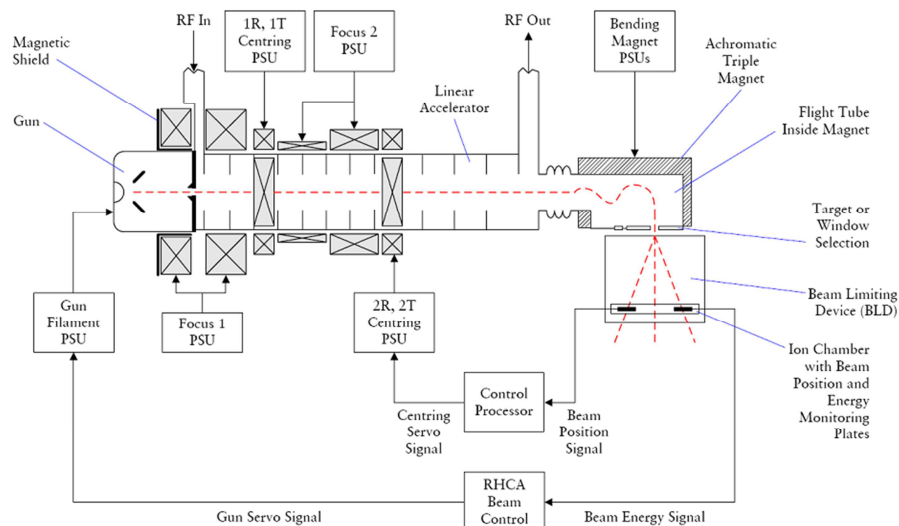 RF In
1R, 1T
Centring
PSU
Focus 2
PSU
RF Out
Bending
Magnet
PSUs
Achromatic
Triple
Magnet
Magnetic
Shield
Linear
Accelerator
Flight Tube
Inside Magnet
Gun
Target or
Window
Selection
Gun
Filament
PSU
Focus 1
PSU
2R, 2T
Centring
PSU
Beam Limiting
Device (BLD)
Ion Chamber
with Beam
Position and
Energy
Monitoring
Plates
Control
Processor
Centring
Servo
Signal
Beam
Position
Signal
RHCA
Beam
Control
Gun Servo Signal
Beam Energy Signal